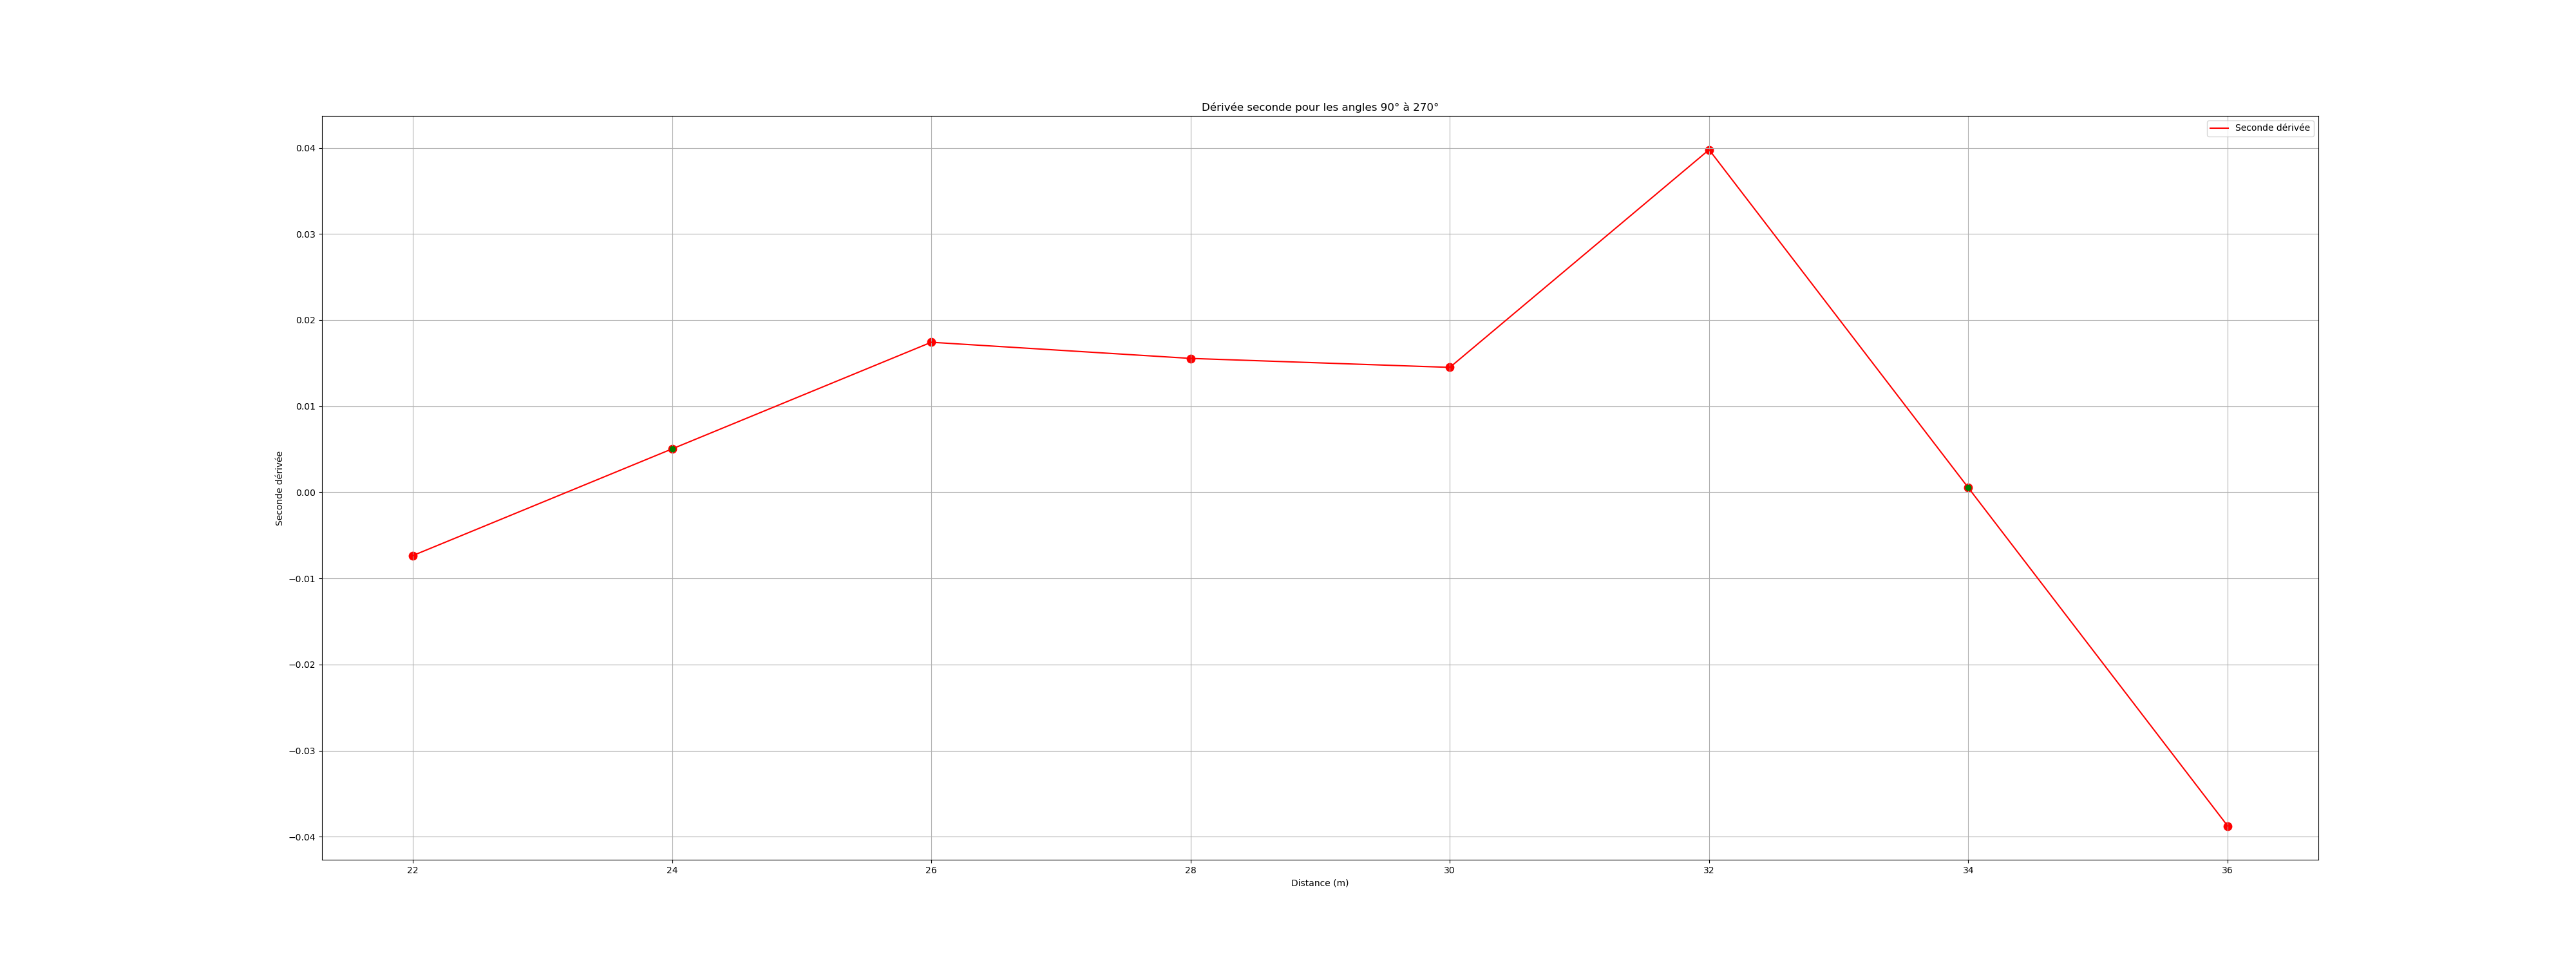 Dérivée seconde pour les angles 90° à 270°
Seconde dérivée
0.04
0.03
0.02
0.01
0.00
−0.01
−0.02
−0.03
−0.04
Seconde dérivée
22 24 26 28 30 32 34 36
Distance (m)